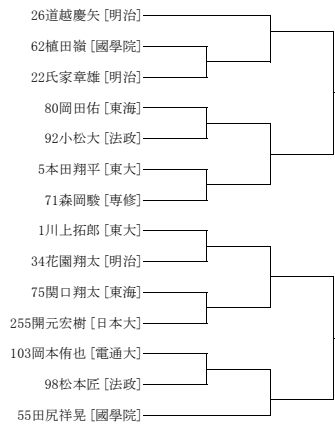 26道越慶矢 [明治]
62植田嶺 [國學院]
22氏家章雄 [明治]
80岡田佑 [東海]
92小松大 [法政]
5本田翔平 [東大]
71森岡駿 [専修]
1川上拓郎 [東大]
34花園翔太 [明治]
75関口翔太 [東海]
255開元宏樹 [日本大]
103岡本侑也 [電通大]
98松本匠 [法政]
55田尻祥晃 [國學院]